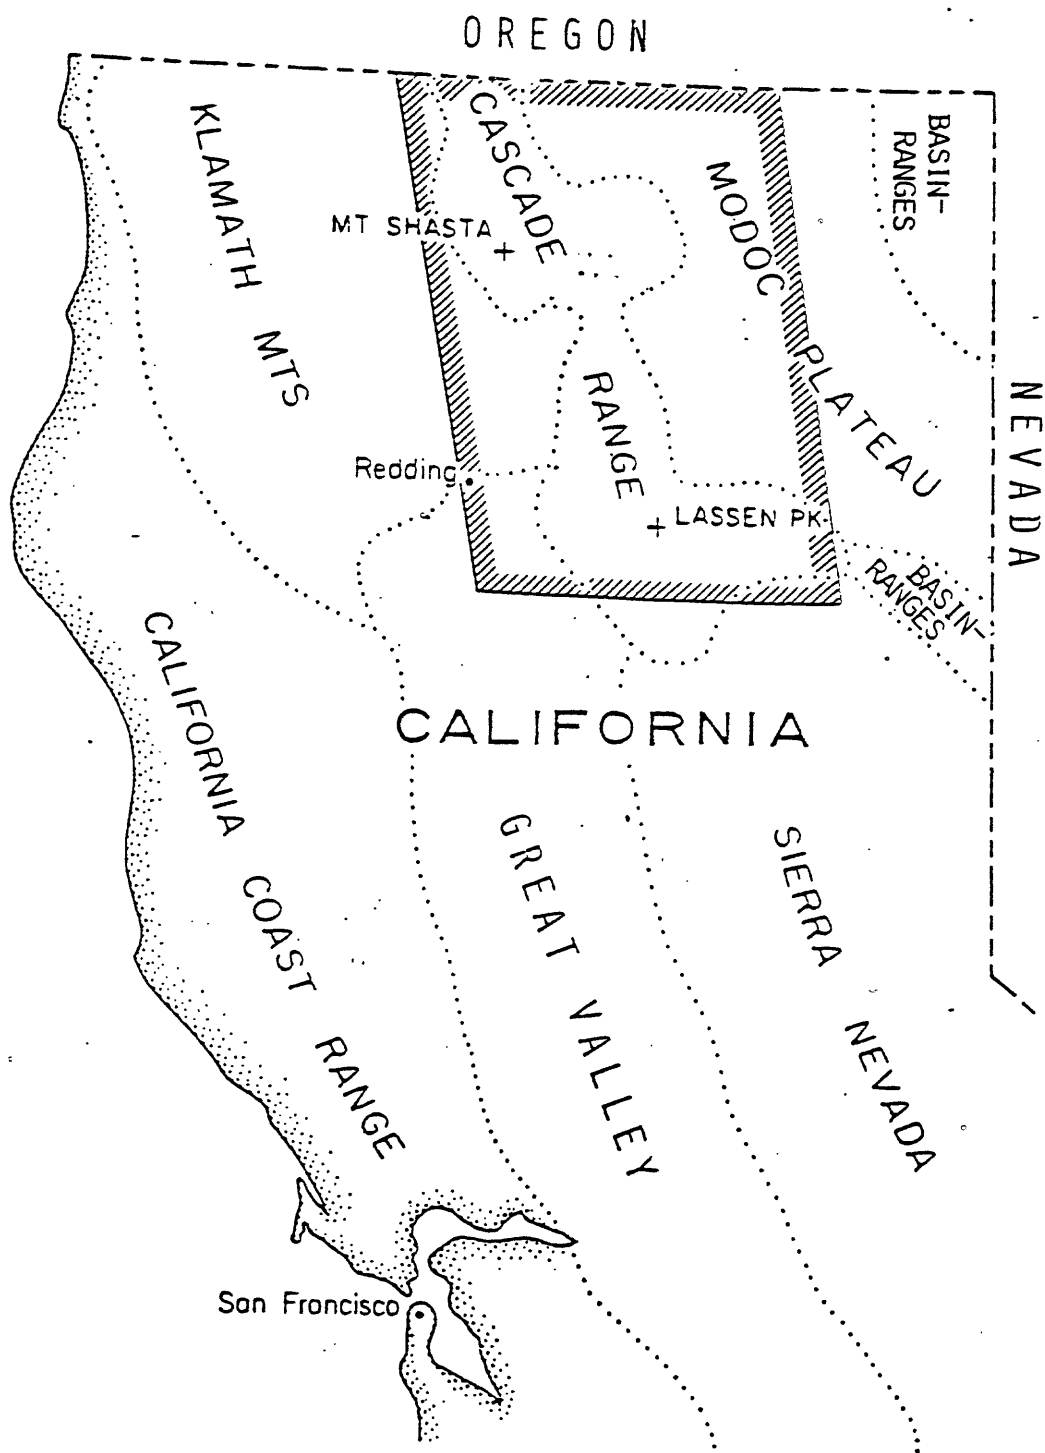 OREGON
KLAMATH MTS
CASCADE RANGE
MODOC PLATEAU
BASIN-
RANGES
MT SHASTA
NEVADA
Redding
LASSEN PK.
BASIN-
RANGES
CALIFORNIA
CALIFORNIA COAST RANGE
GREAT VALLEY
SIERRA NEVADA
San Francisco